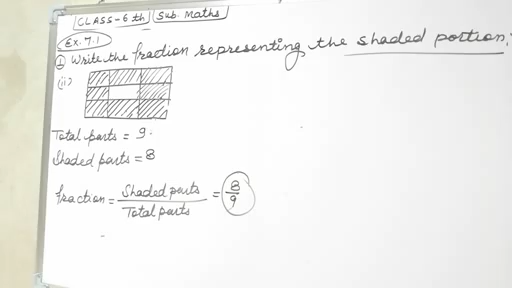 CLASS-6th Sub. Maths
Ex. 7.1
① Write the fraction representing the shaded portion.
(ii)
Total parts = 9.
Shaded parts = 8
fraction = Shaded parts / Total parts = 8/9